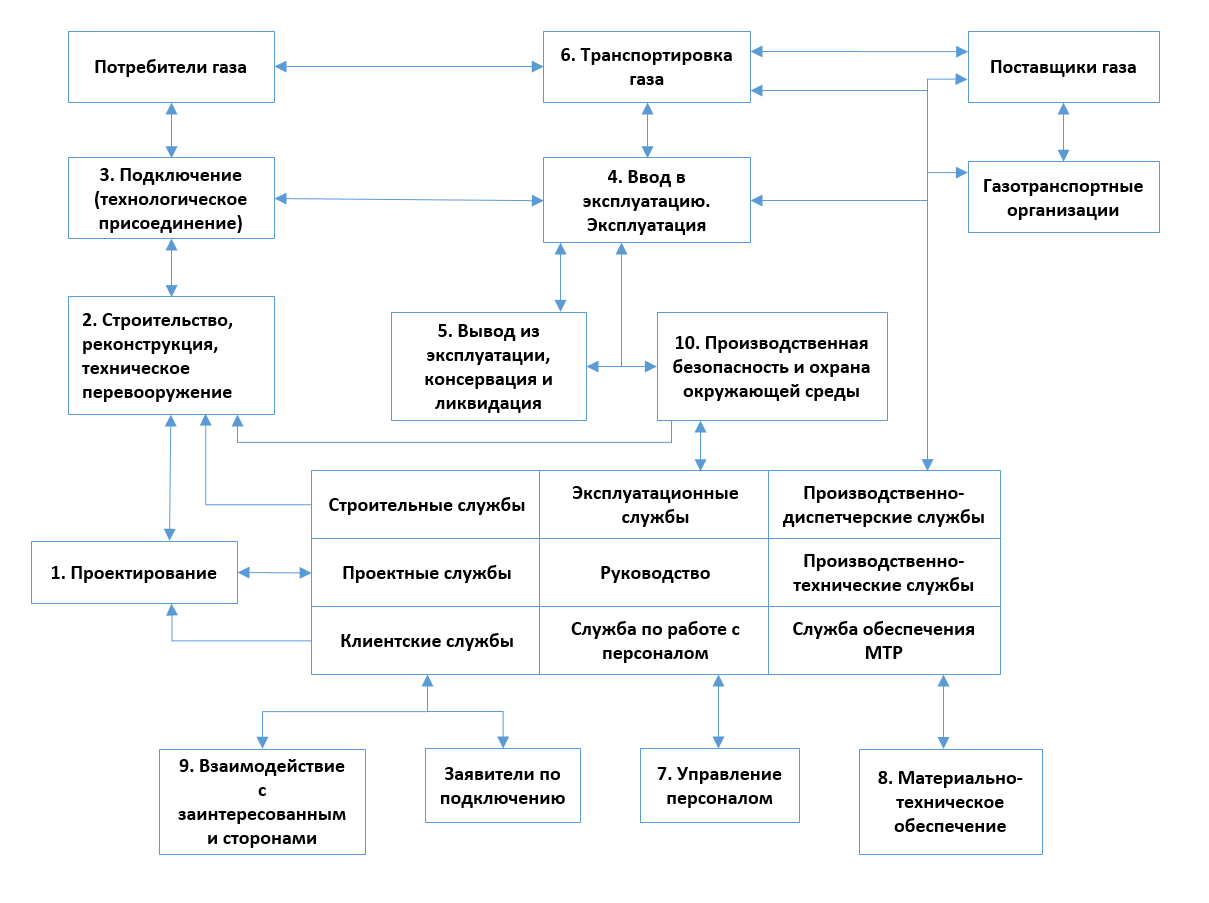 Потребители газа
6. Транспортировка
газа
Поставщики газа
3. Подключение
(технологическое
присоединение)
4. Ввод в
эксплуатацию.
Эксплуатация
Газотранспортные
организации
2. Строительство,
реконструкция,
техническое
перевооружение
5. Вывод из
эксплуатации,
консервация и
ликвидация
10. Производственная
безопасность и охрана
окружающей среды
Строительные службы
Эксплуатационные
службы
Производственно-
диспетчерские службы
1. Проектирование
Проектные службы
Руководство
Производственно-
технические службы
Клиентские службы
Служба по работе с
персоналом
Служба обеспечения
МТР
9. Взаимодействие
с
заинтересованным
и сторонами
Заявители по
подключению
7. Управление
персоналом
8. Материально-
техническое
обеспечение